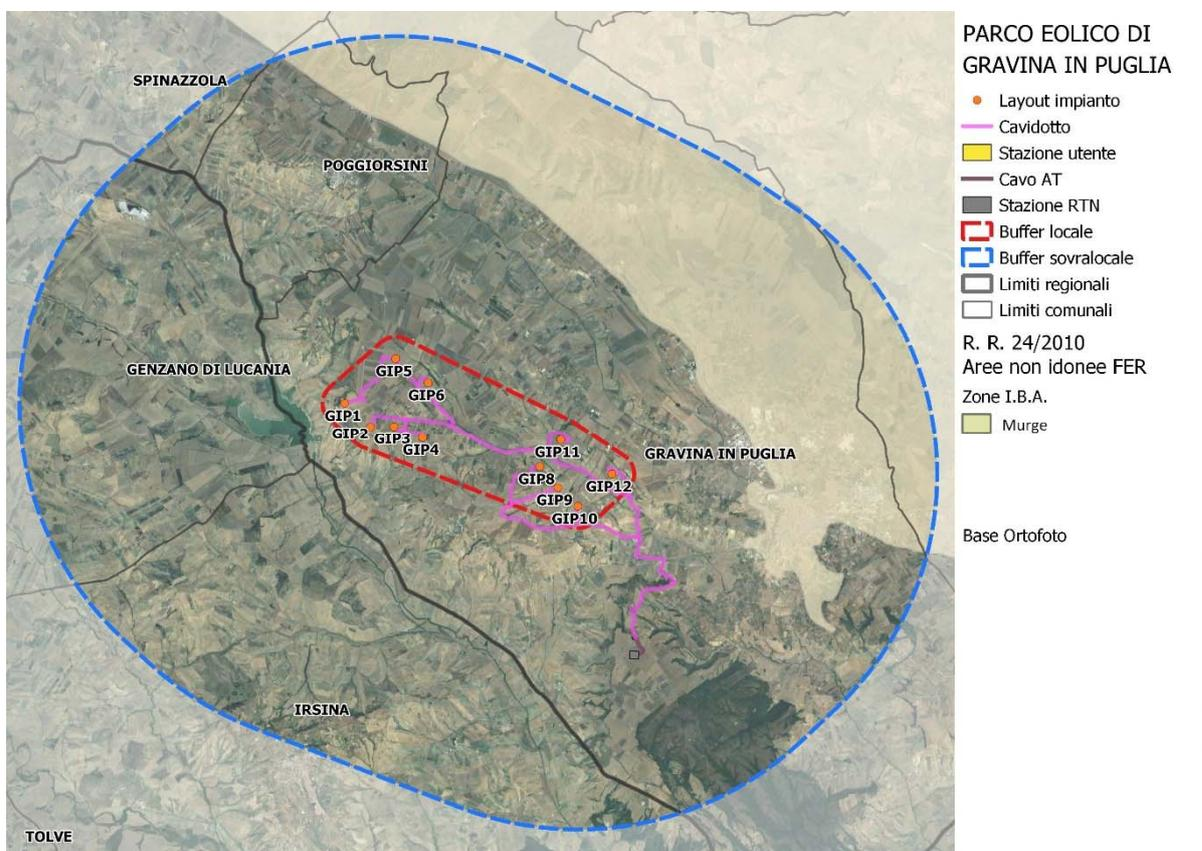 SPINAZZOLA
POGGIORSINI
GENZANO DI LUCANIA
GIP5
GIP6
GIP1
GIP2
GIP3
GIP4
GIP11
GRAVINA IN PUGLIA
GIP8
GIP12
GIP9
GIP10
IRSINA
TOLVE
PARCO EOLICO DI
GRAVINA IN PUGLIA
Layout impianto
Cavidotto
Stazione utente
Cavo AT
Stazione RTN
Buffer locale
Buffer sovralocale
Limiti regionali
Limiti comunali
R. R. 24/2010
Aree non idonee FER
Zone I.B.A.
Murge
Base Ortofoto